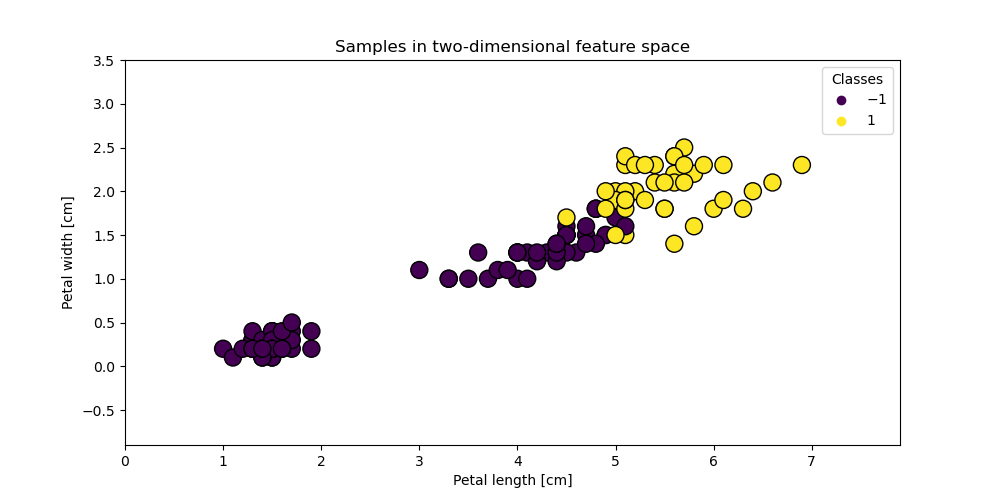 Samples in two-dimensional feature space
3.5
3.0
2.5
2.0
1.5
1.0
0.5
0.0
−0.5
Petal width [cm]
Classes
−1
1
0 1 2 3 4 5 6 7
Petal length [cm]